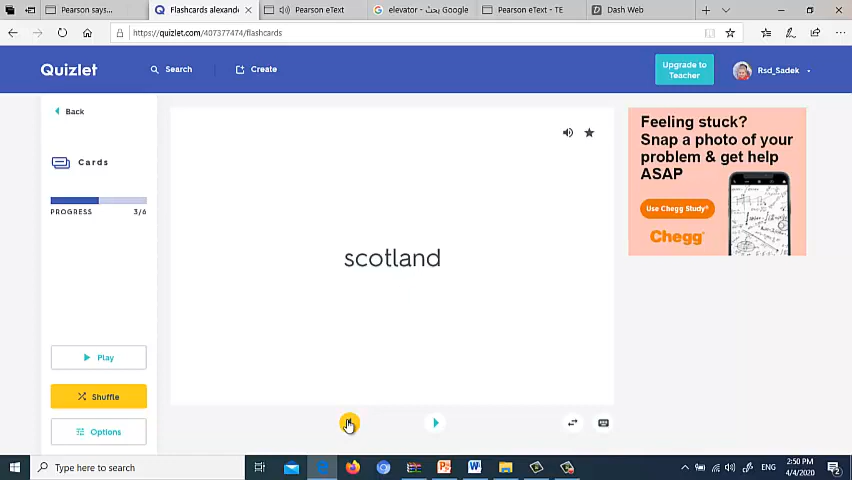 Pearson says...
Flashcards alexande
Pearson eText
elevator - بحث Google
Pearson eText - TE
Dash Web
https://quizlet.com/407377474/flashcards
Quizlet
Search
Create
Upgrade to
Teacher
Rsd_Sadek
Back
Cards
PROGRESS
3/6
scotland
Play
Shuffle
Options
Feeling stuck?
Snap a photo of your
problem & get help
ASAP
Use Chegg Study®
Chegg®
Type here to search
ENG
2:50 PM
4/4/2020
2